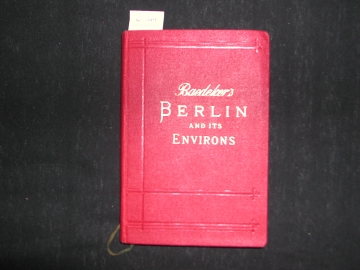 Baedeker's
BERLIN
AND ITS
ENVIRONS